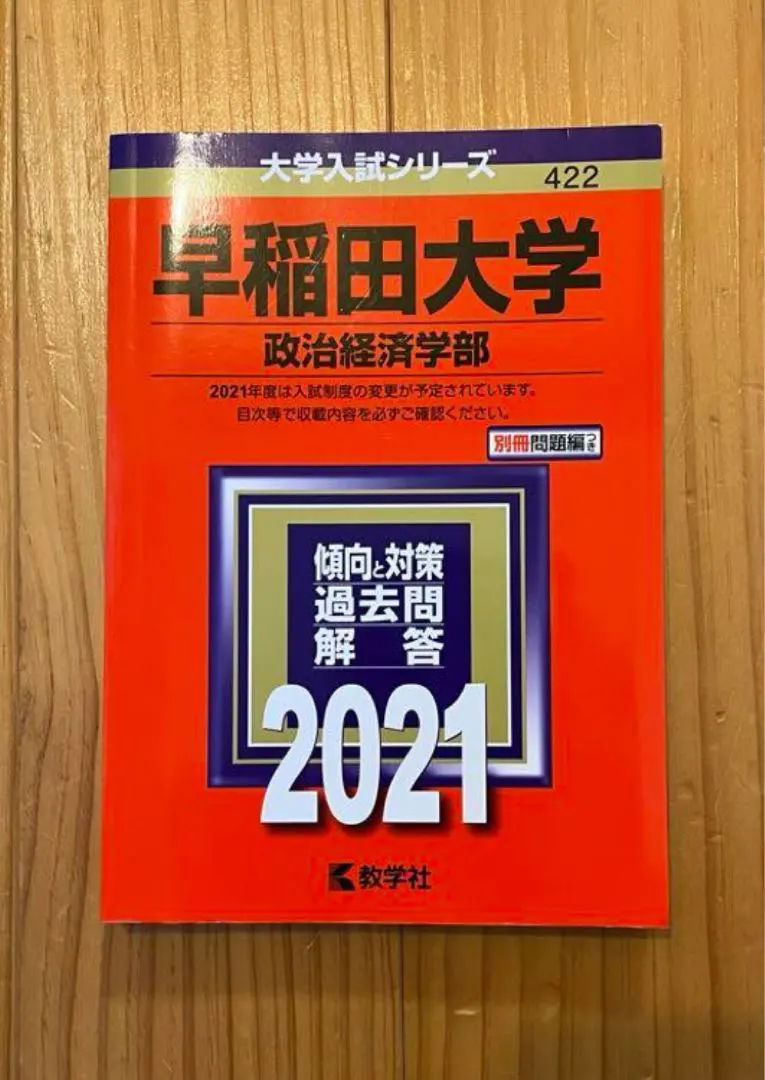 大学入試シリーズ
422
早稲田大学
政治経済学部
2021年度は入試制度の変更が予定されています。
目次等で収載内容を必ずご確認ください。
別冊問題編つき
傾向と対策
過去問
解答
2021
教学社